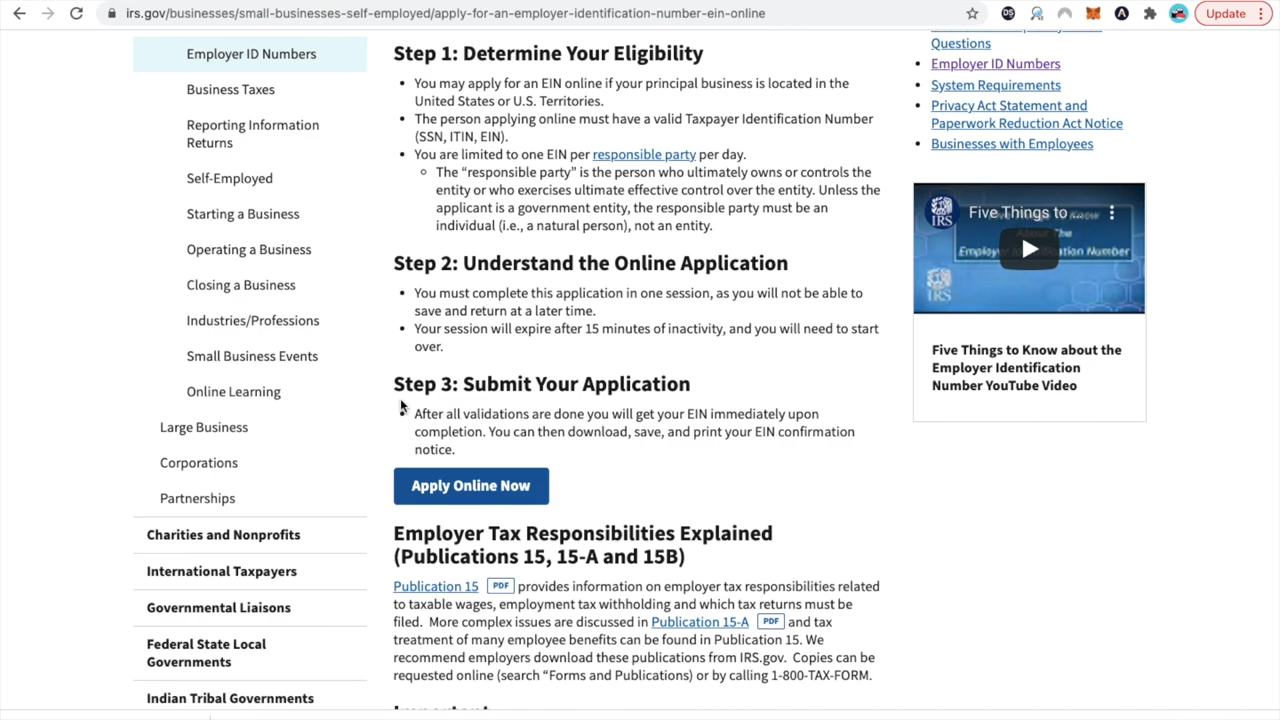 irs.gov/businesses/small-businesses-self-employed/apply-for-an-employer-identification-number-ein-online
Update
Employer ID Numbers
Business Taxes
Reporting Information
Returns
Self-Employed
Starting a Business
Operating a Business
Closing a Business
Industries/Professions
Small Business Events
Online Learning
Large Business
Corporations
Partnerships
Charities and Nonprofits
International Taxpayers
Governmental Liaisons
Federal State Local
Governments
Indian Tribal Governments
Step 1: Determine Your Eligibility
• You may apply for an EIN online if your principal business is located in the
United States or U.S. Territories.
• The person applying online must have a valid Taxpayer Identification Number
(SSN, ITIN, EIN).
• You are limited to one EIN per responsible party per day.
○ The “responsible party” is the person who ultimately owns or controls the
entity or who exercises ultimate effective control over the entity. Unless the
applicant is a government entity, the responsible party must be an
individual (i.e., a natural person), not an entity.
Step 2: Understand the Online Application
• You must complete this application in one session, as you will not be able to
save and return at a later time.
• Your session will expire after 15 minutes of inactivity, and you will need to start
over.
Step 3: Submit Your Application
• After all validations are done you will get your EIN immediately upon
completion. You can then download, save, and print your EIN confirmation
notice.
Apply Online Now
Employer Tax Responsibilities Explained
(Publications 15, 15-A and 15B)
Publication 15 PDF provides information on employer tax responsibilities related
to taxable wages, employment tax withholding and which tax returns must be
filed. More complex issues are discussed in Publication 15-A PDF and tax
treatment of many employee benefits can be found in Publication 15. We
recommend employers download these publications from IRS.gov. Copies can be
requested online (search “Forms and Publications) or by calling 1-800-TAX-FORM.
Questions
• Employer ID Numbers
• System Requirements
• Privacy Act Statement and
Paperwork Reduction Act Notice
• Businesses with Employees
IRS
Five Things to ...
About The
Employer Identification Number
IRS
Five Things to Know about the
Employer Identification
Number YouTube Video